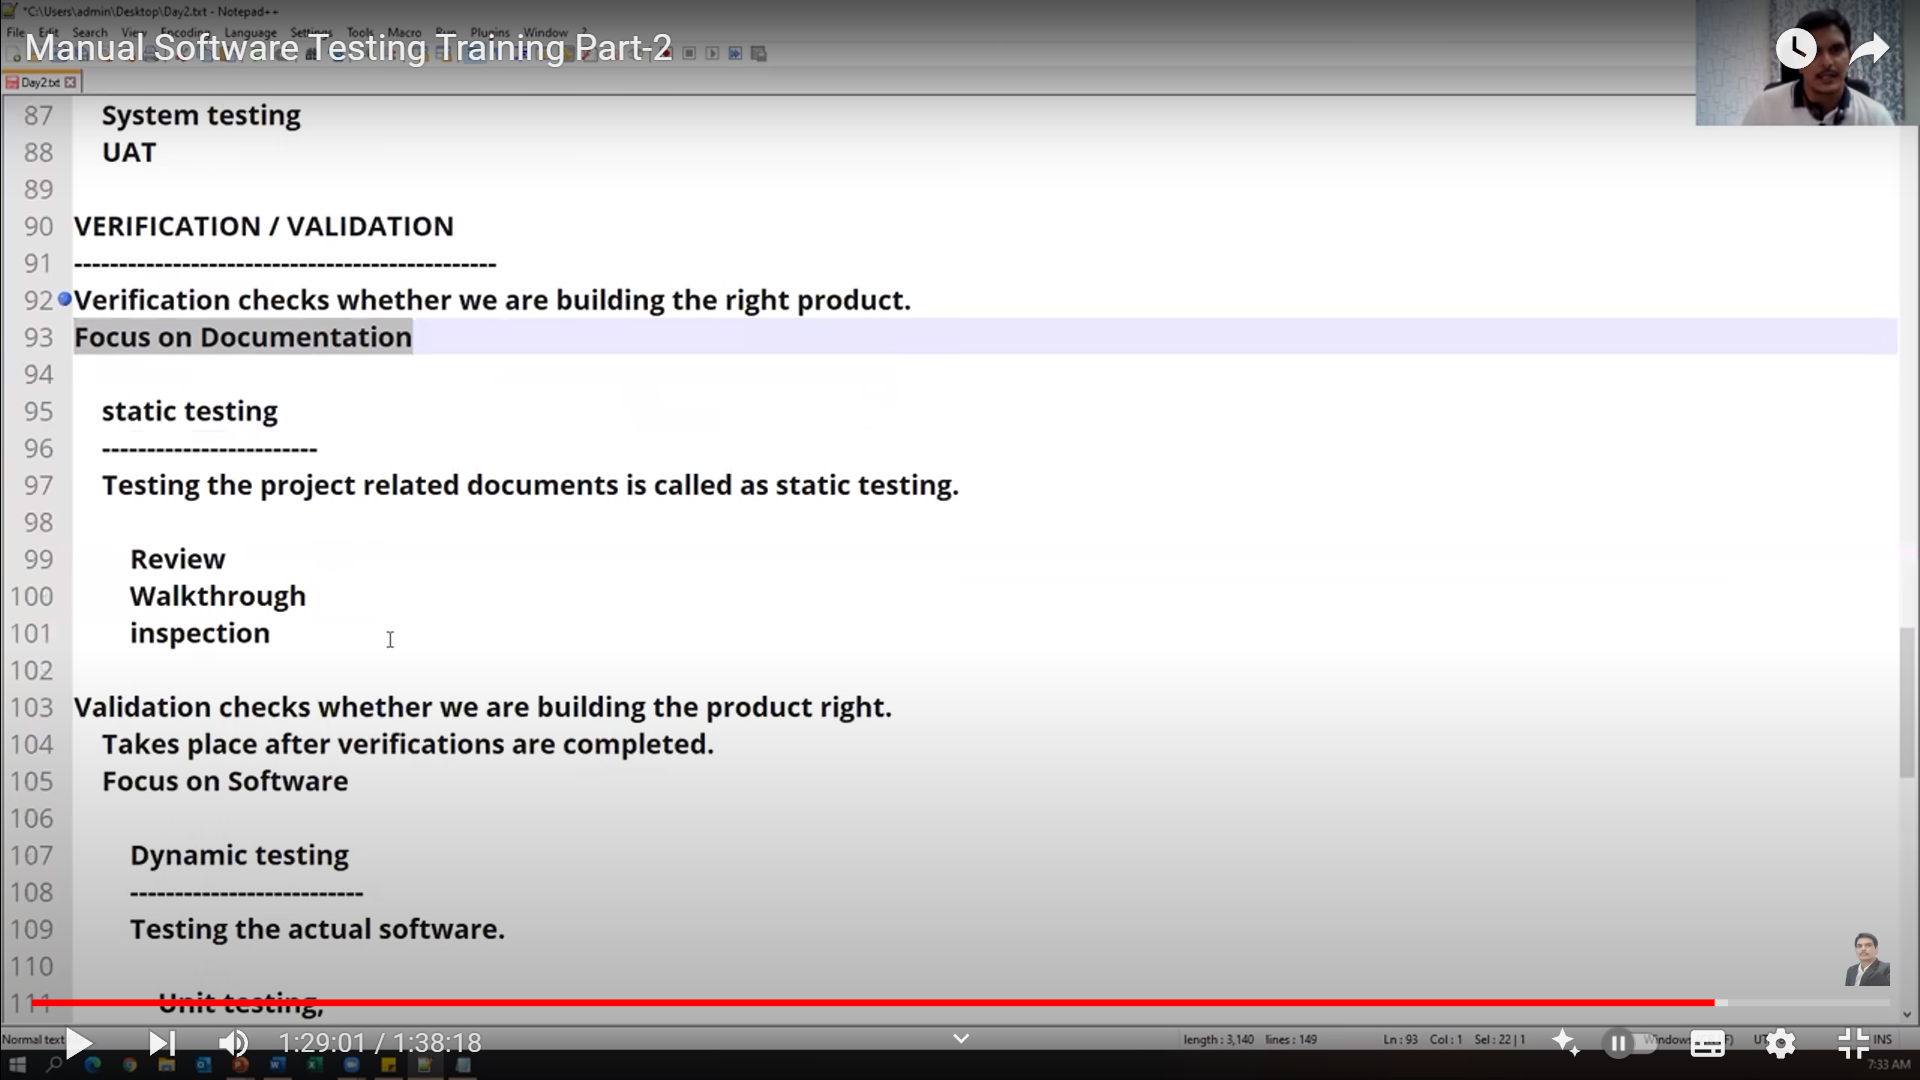 *C:\Users\admin\Desktop\Day2.txt - Notepad++
File Edit Search View Encoding Language Settings Tools Macro Run Plugins Window ?
Manual Software Testing Training Part-2
Day2.txt
87 System testing
88 UAT
89
90 VERIFICATION / VALIDATION
91 -----------------------------------------------
92 Verification checks whether we are building the right product.
93 Focus on Documentation
94
95 static testing
96 ------------------------
97 Testing the project related documents is called as static testing.
98
99 Review
100 Walkthrough
101 inspection
102
103 Validation checks whether we are building the product right.
104 Takes place after verifications are completed.
105 Focus on Software
106
107 Dynamic testing
108 --------------------------
109 Testing the actual software.
110
111 Unit testing,
1:29:01 / 1:38:18
Normal text length : 3,140 lines : 149 Ln : 93 Col : 1 Sel : 22 | 1 Windows F) UT INS
7:33 AM